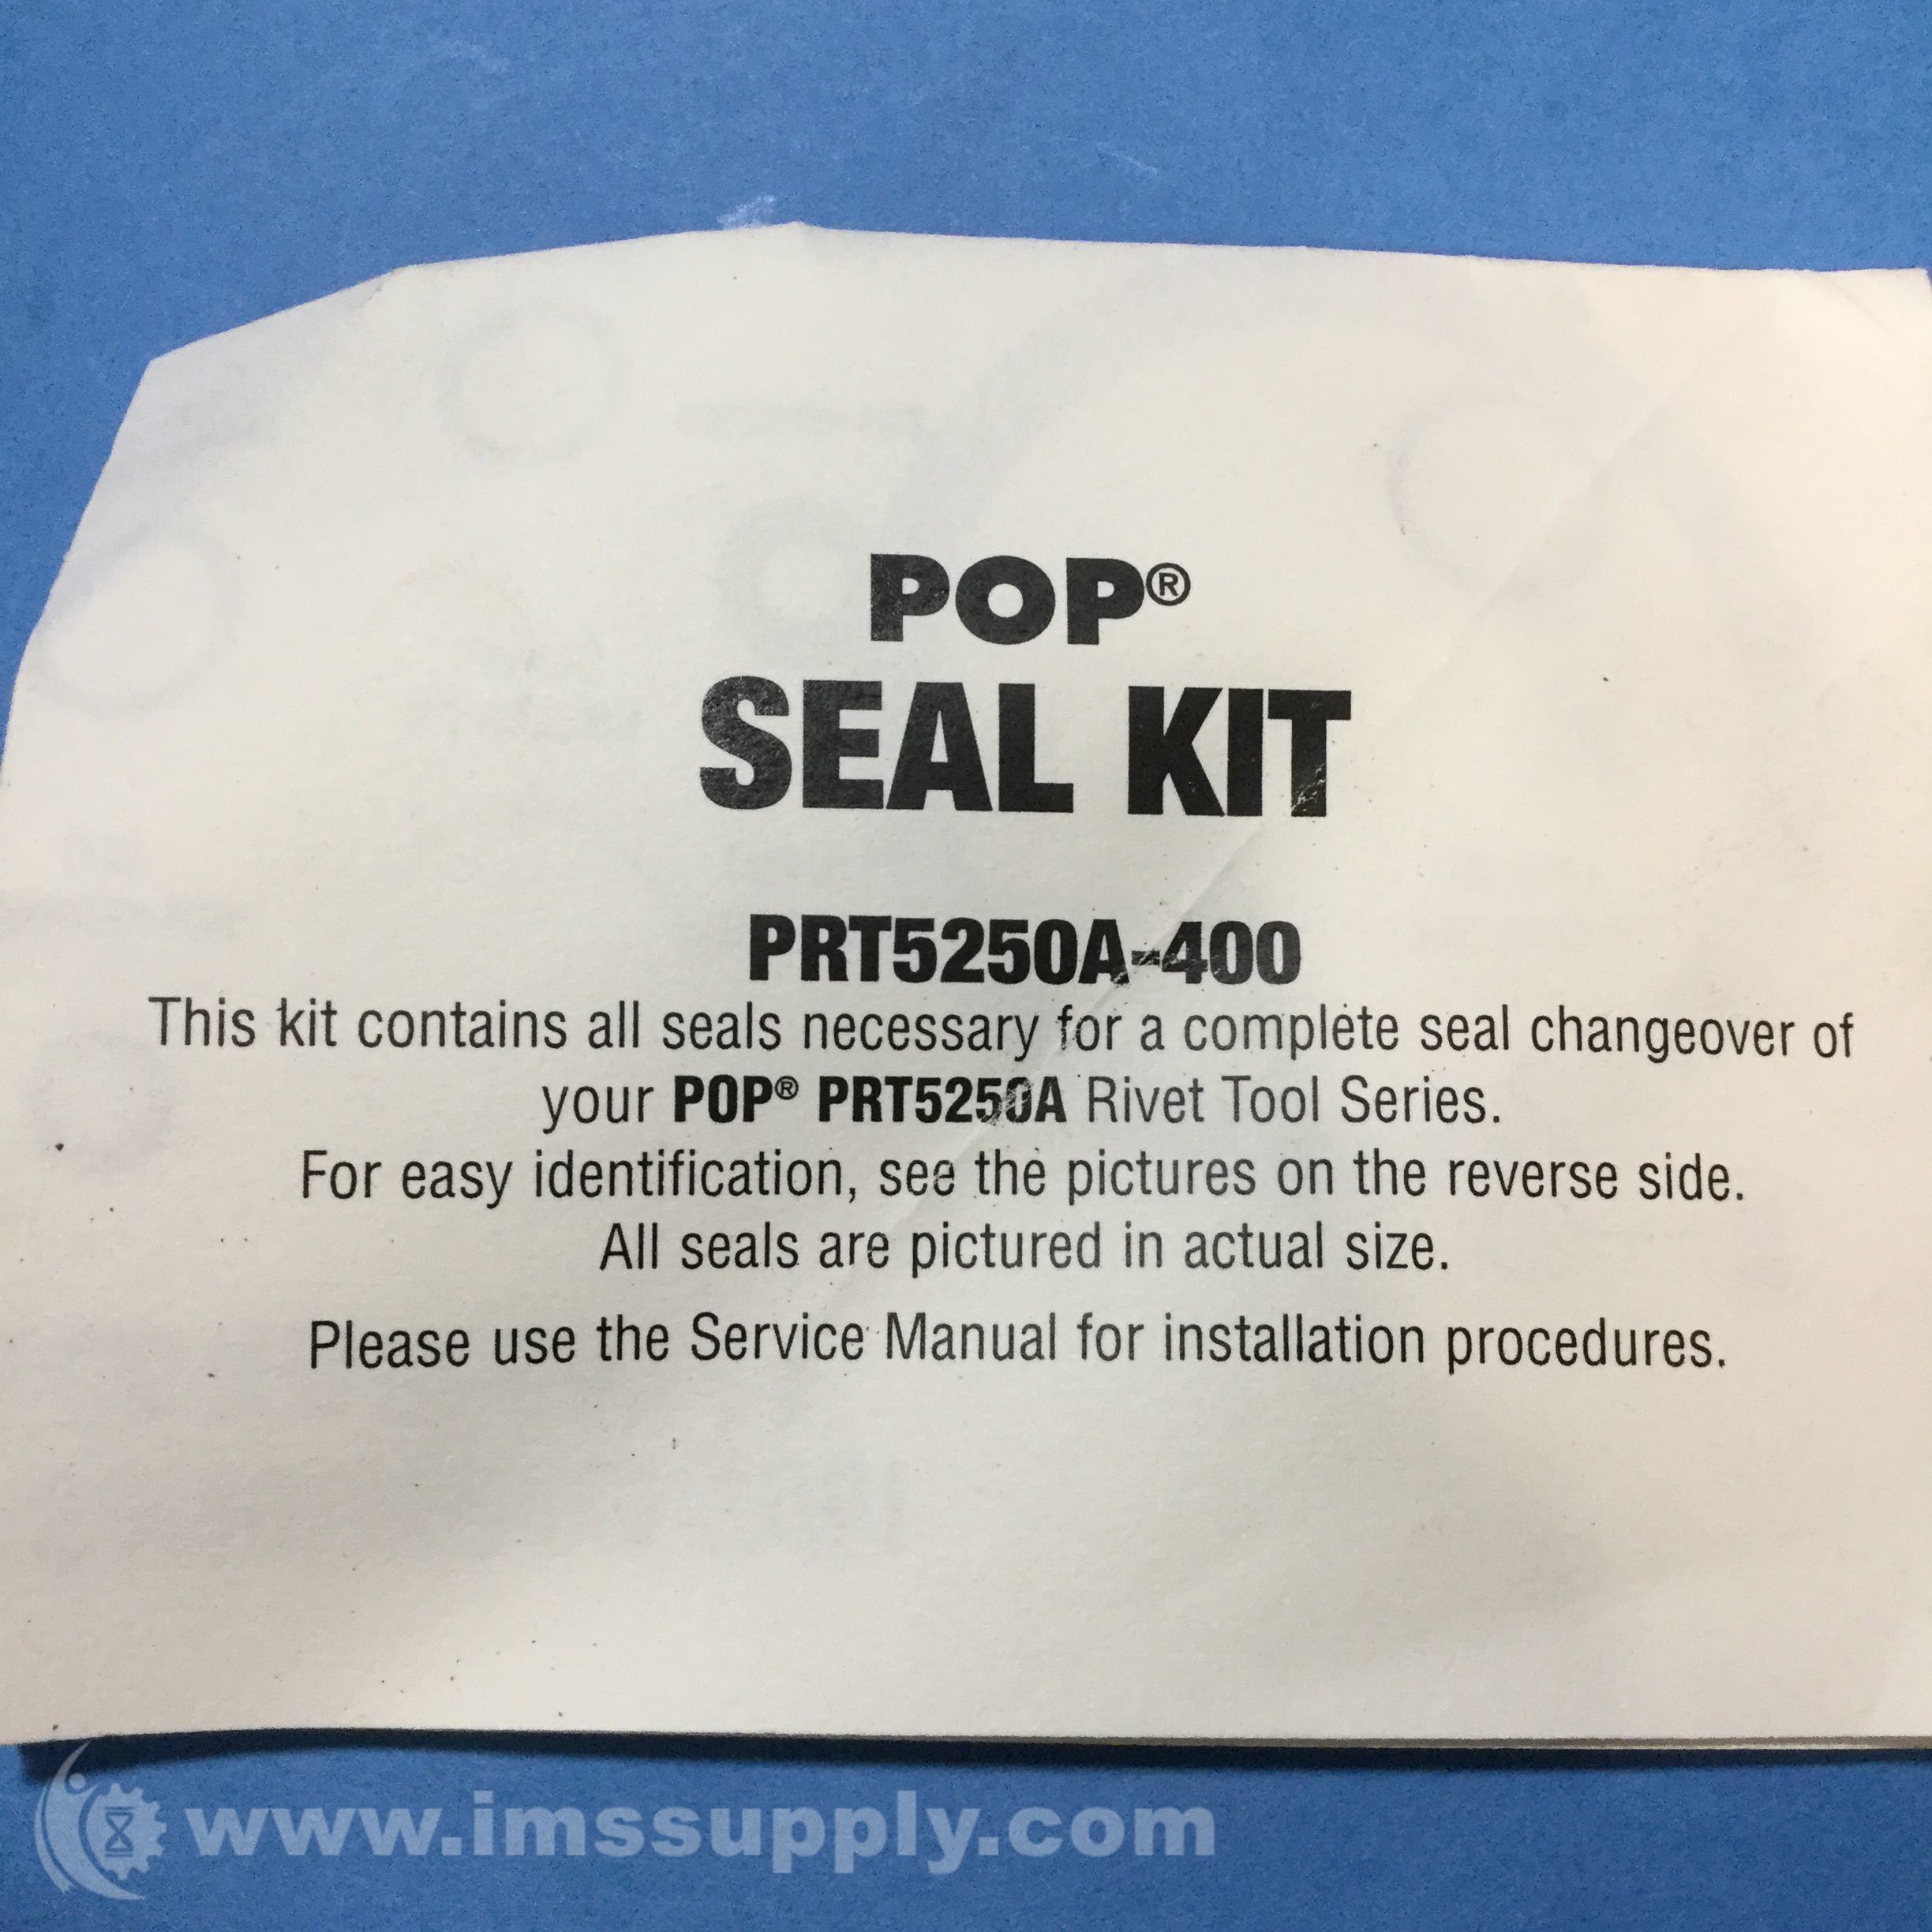 POP®
SEAL KIT
PRT5250A-400
This kit contains all seals necessary for a complete seal changeover of
your POP® PRT5250A Rivet Tool Series.
For easy identification, see the pictures on the reverse side.
All seals are pictured in actual size.
Please use the Service Manual for installation procedures.
www.imssupply.com